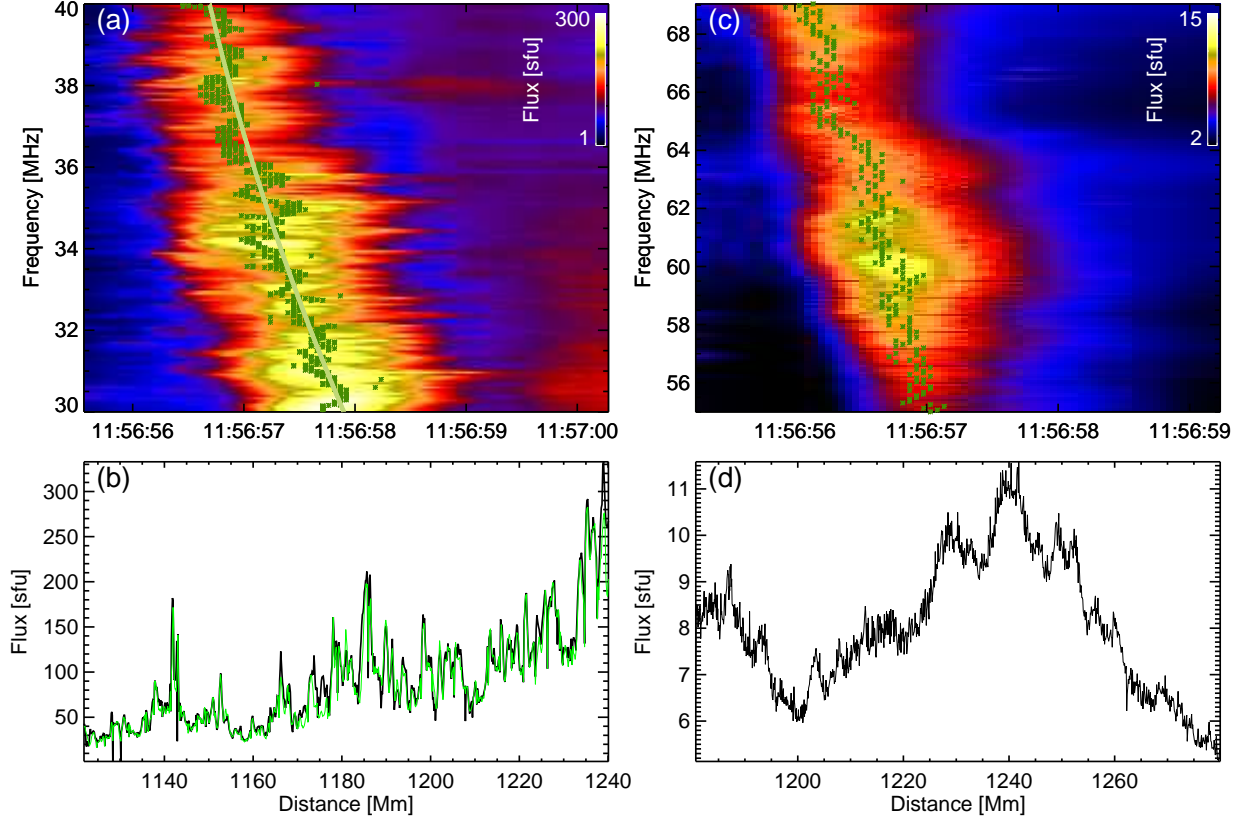 (a)
300
Flux [sfu]
1
Frequency [MHz]
40
38
36
34
32
30
11:56:56 11:56:57 11:56:58 11:56:59 11:57:00
(c)
15
Flux [sfu]
2
Frequency [MHz]
68
66
64
62
60
58
56
11:56:56 11:56:57 11:56:58 11:56:59
(b)
Flux [sfu]
300
250
200
150
100
50
1140 1160 1180 1200 1220 1240
Distance [Mm]
(d)
Flux [sfu]
11
10
9
8
7
6
1200 1220 1240 1260
Distance [Mm]